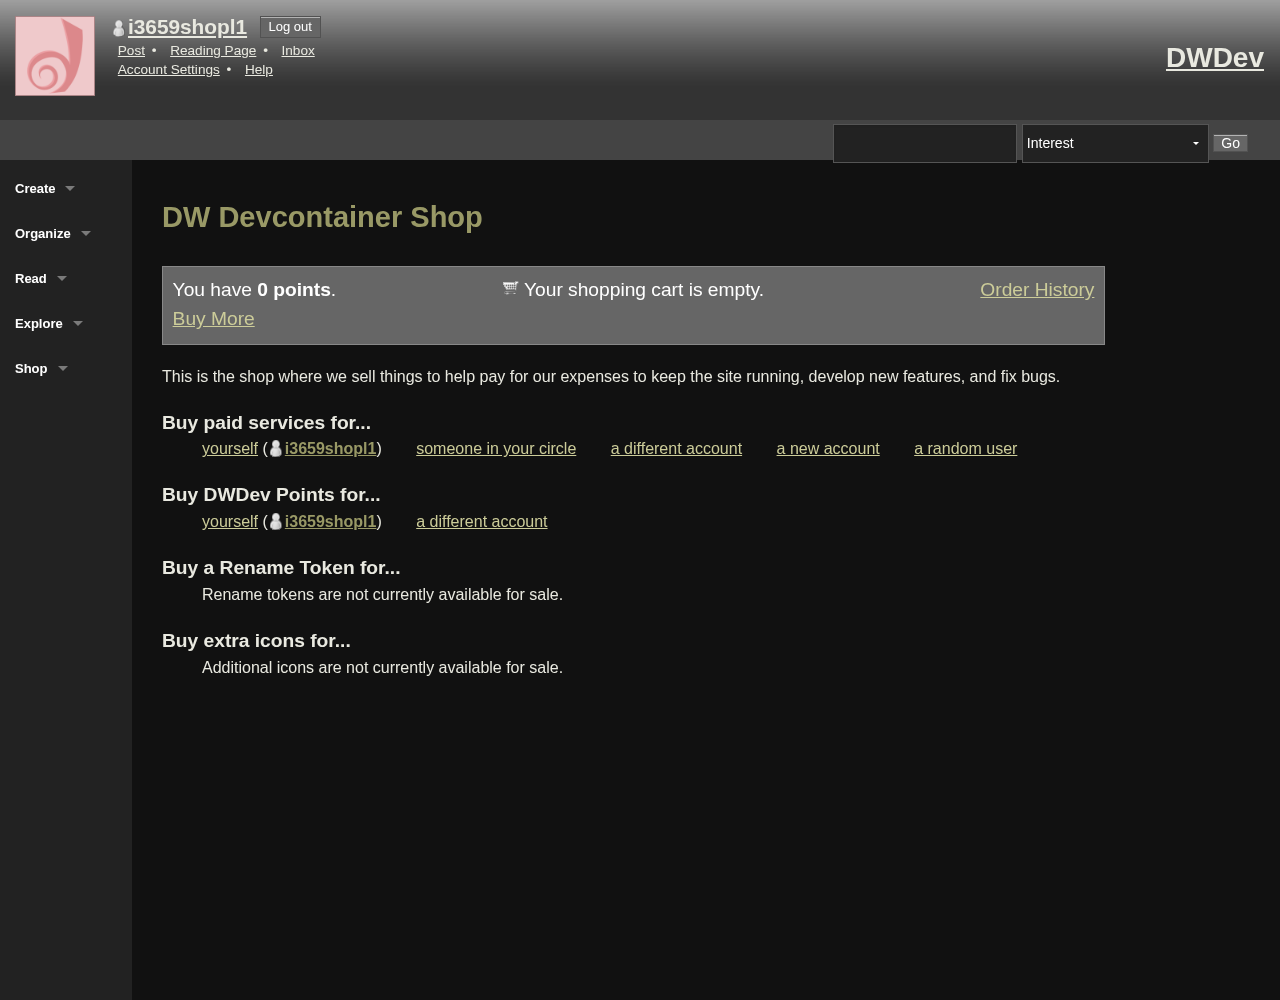 i3659shopl1 Log out
Post • Reading Page • Inbox
Account Settings • Help
DWDev
Interest Go
Create
Organize
Read
Explore
Shop
DW Devcontainer Shop
You have 0 points. Your shopping cart is empty. Order History
Buy More
This is the shop where we sell things to help pay for our expenses to keep the site running, develop new features, and fix bugs.
Buy paid services for...
yourself (i3659shopl1) someone in your circle a different account a new account a random user
Buy DWDev Points for...
yourself (i3659shopl1) a different account
Buy a Rename Token for...
Rename tokens are not currently available for sale.
Buy extra icons for...
Additional icons are not currently available for sale.